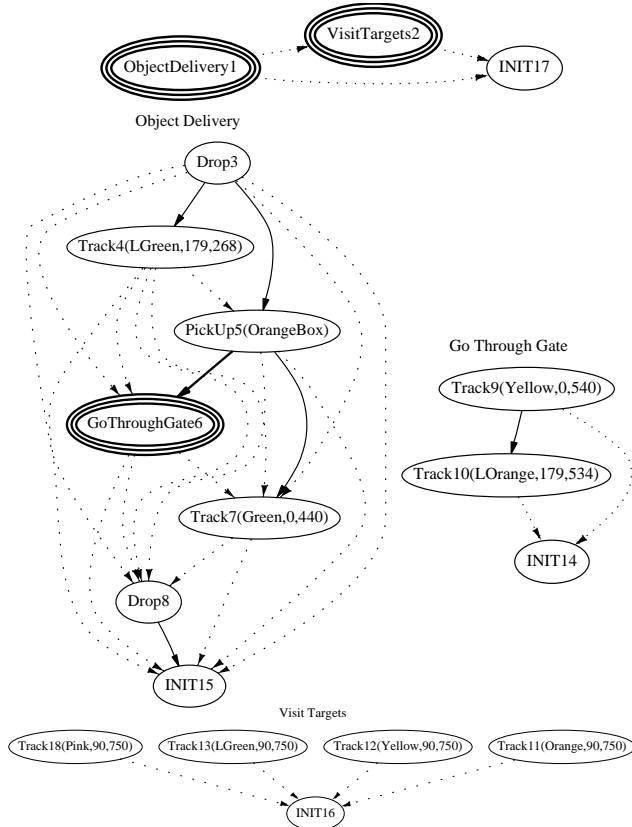 VisitTargets2
ObjectDelivery1
INIT17
Object Delivery
Drop3
Track4(LGreen,179,268)
PickUp5(OrangeBox)
Go Through Gate
Track9(Yellow,0,540)
GoThroughGate6
Track10(LOrange,179,534)
Track7(Green,0,440)
INIT14
Drop8
INIT15
Visit Targets
Track18(Pink,90,750)
Track13(LGreen,90,750)
Track12(Yellow,90,750)
Track11(Orange,90,750)
INIT16